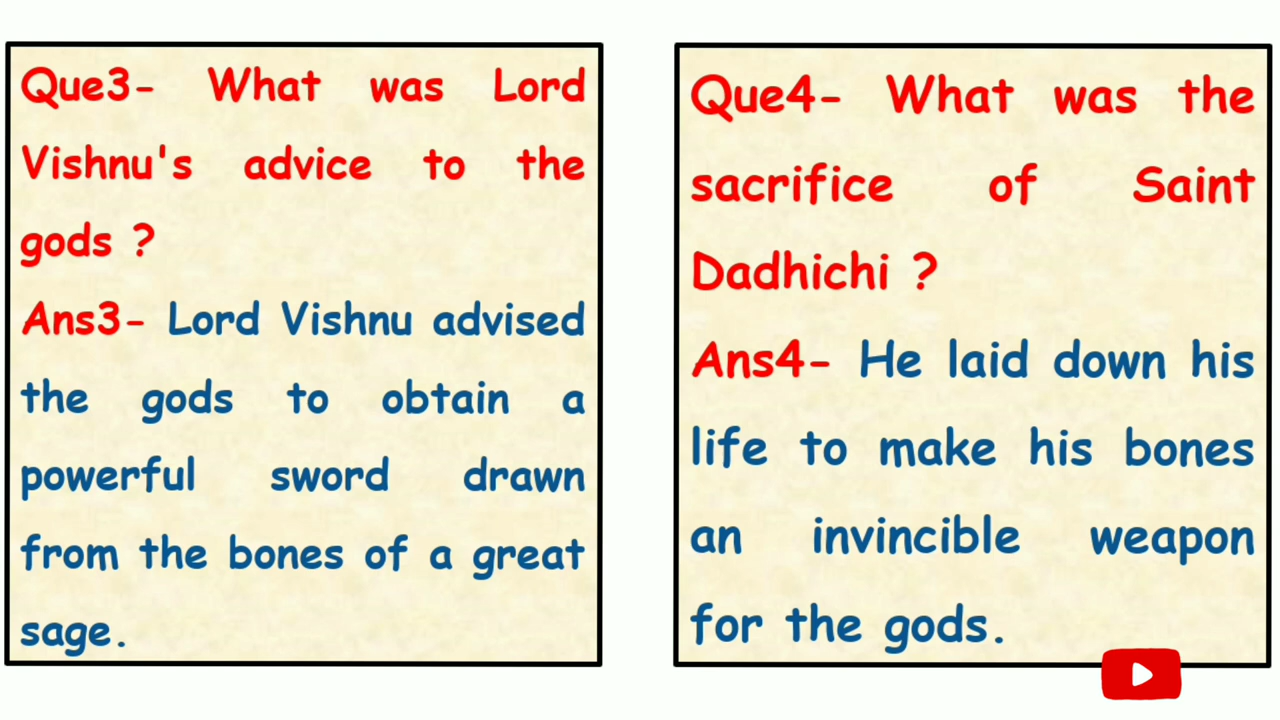 Que3- What was Lord
Vishnu's advice to the
gods ?
Ans3- Lord Vishnu advised
the gods to obtain a
powerful sword drawn
from the bones of a great
sage.
Que4- What was the
sacrifice of Saint
Dadhichi ?
Ans4- He laid down his
life to make his bones
an invincible weapon
for the gods.